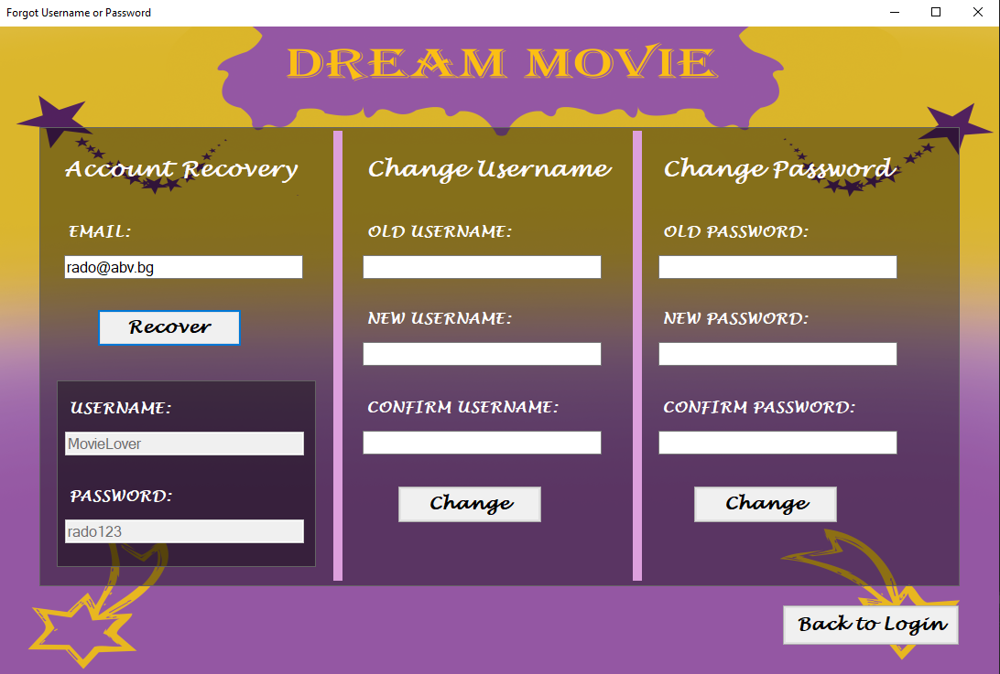 Forgot Username or Password
DREAM MOVIE
Account Recovery
EMAIL:
rado@abv.bg
Recover
USERNAME:
MovieLover
PASSWORD:
rado123
Change Username
OLD USERNAME:
NEW USERNAME:
CONFIRM USERNAME:
Change
Change Password
OLD PASSWORD:
NEW PASSWORD:
CONFIRM PASSWORD:
Change
Back to Login